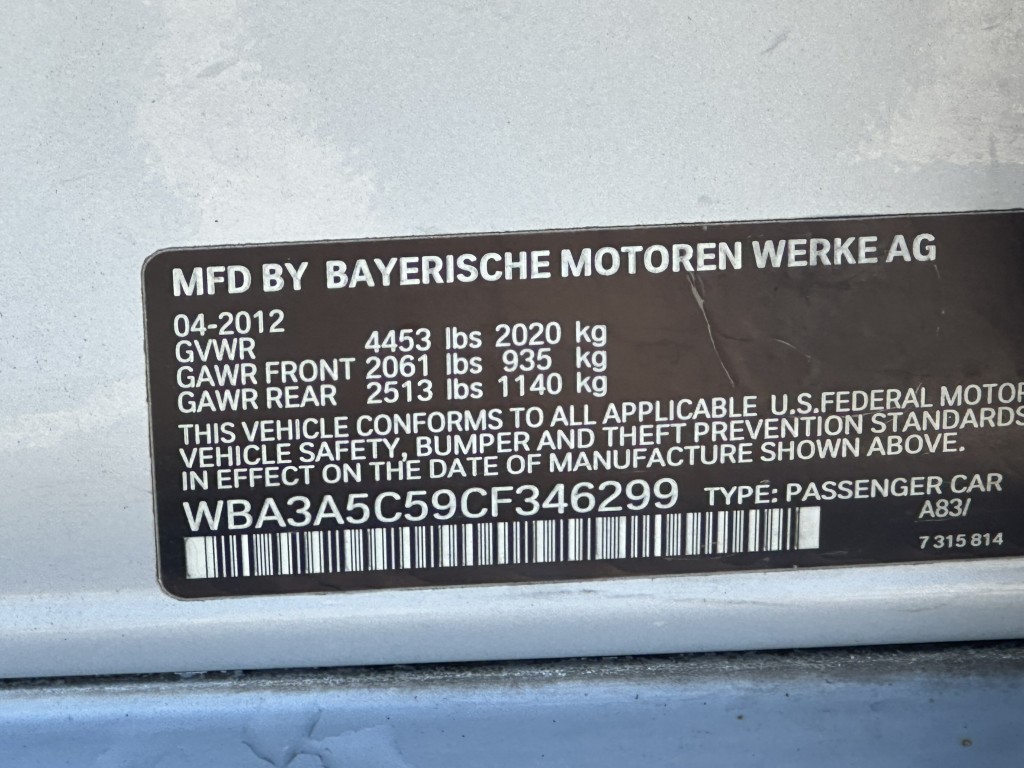 MFD BY BAYERISCHE MOTOREN WERKE AG
04-2012
GVWR 4453 lbs 2020 kg
GAWR FRONT 2061 lbs 935 kg
GAWR REAR 2513 lbs 1140 kg
THIS VEHICLE CONFORMS TO ALL APPLICABLE U.S.FEDERAL MOTOR
VEHICLE SAFETY, BUMPER AND THEFT PREVENTION STANDARDS
IN EFFECT ON THE DATE OF MANUFACTURE SHOWN ABOVE.
WBA3A5C59CF346299 TYPE: PASSENGER CAR
A83/
7 315 814